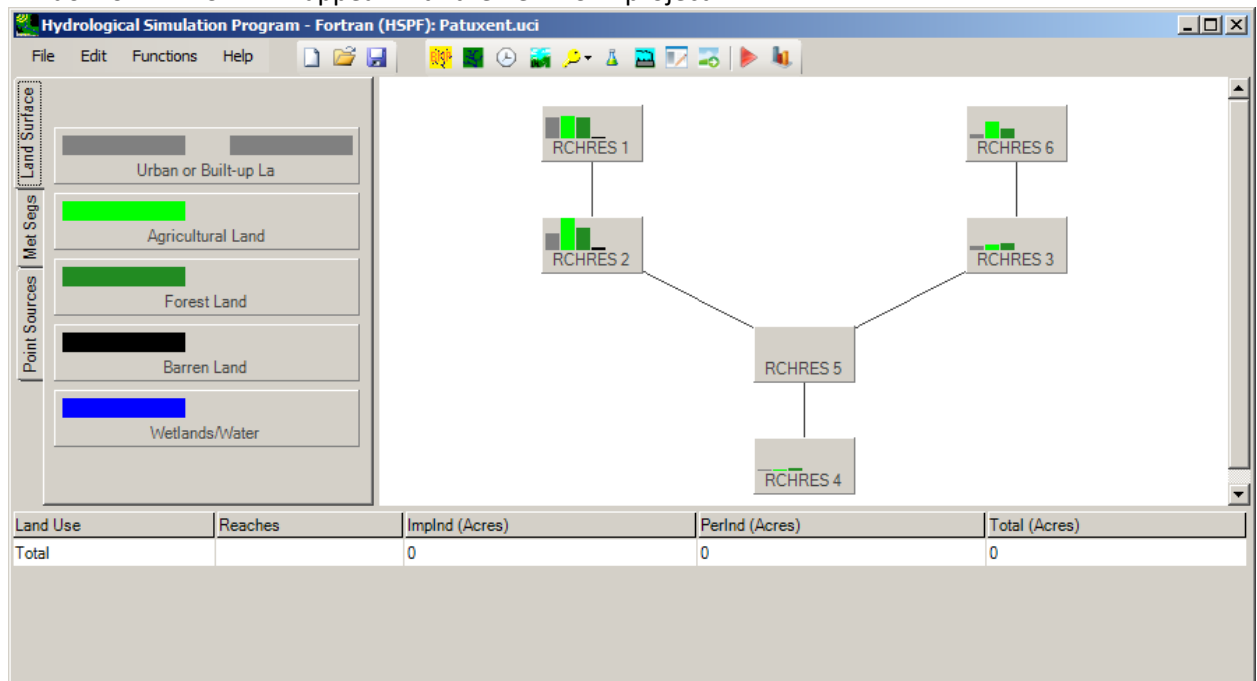 Hydrological Simulation Program - Fortran (HSPF): Patuxent.uci
File Edit Functions Help
Land Surface
Met Segs
Point Sources
Urban or Built-up La
Agricultural Land
Forest Land
Barren Land
Wetlands/Water
RCHRES 1
RCHRES 6
RCHRES 2
RCHRES 3
RCHRES 5
RCHRES 4
Land Use Reaches ImpInd (Acres) PerInd (Acres) Total (Acres)
Total 0 0 0